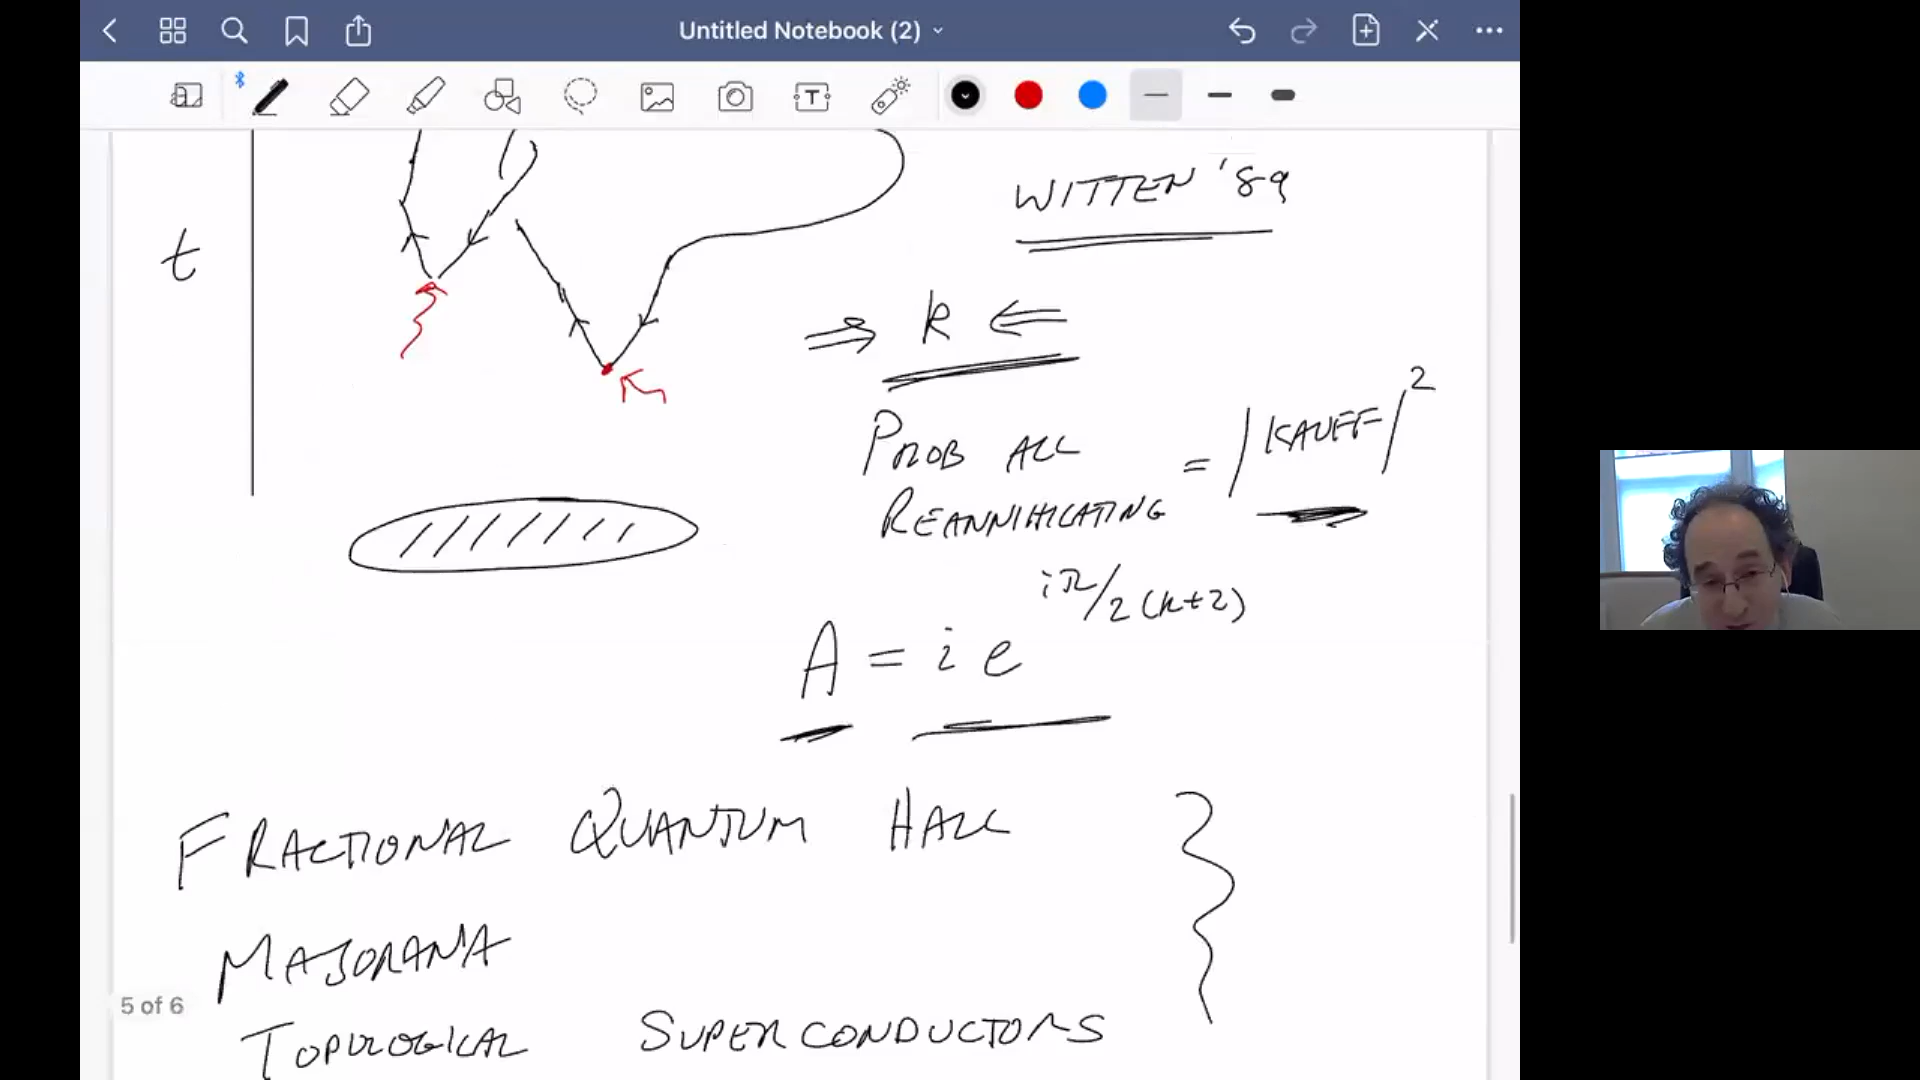 Untitled Notebook (2)
T
WITTEN '89
t
⇒ k ⇐
PROB ALL
REANNIHILATING = |KAUFF|²
A = i e^{iπ/2(k+2)}
FRACTIONAL QUANTUM HALL
MAJORANA
5 of 6
TOPOLOGICAL SUPERCONDUCTORS